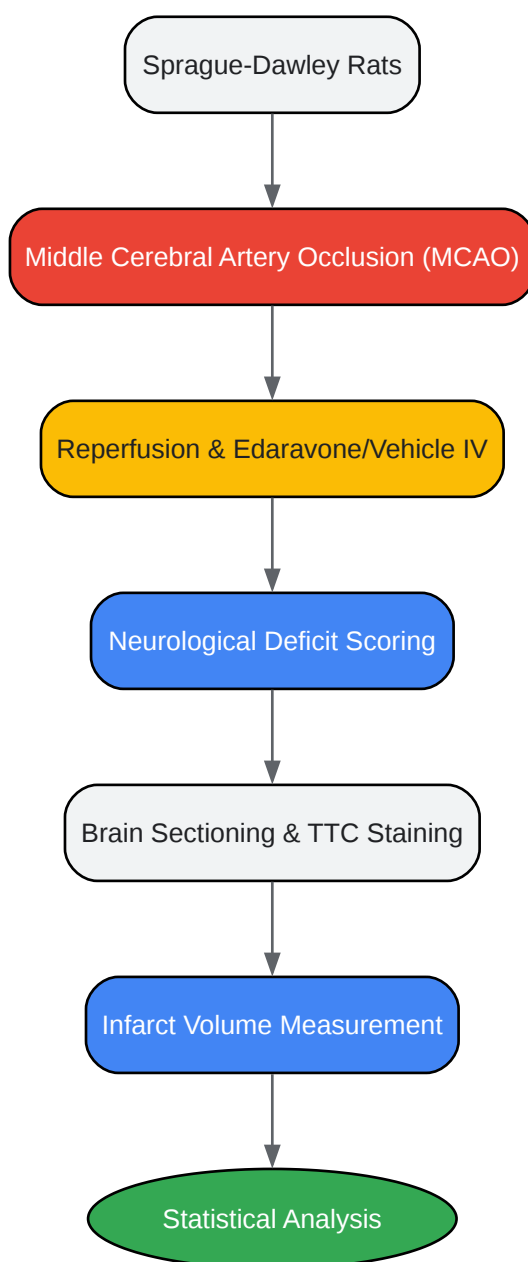 Sprague-Dawley Rats
Middle Cerebral Artery Occlusion (MCAO)
Reperfusion & Edaravone/Vehicle IV
Neurological Deficit Scoring
Brain Sectioning & TTC Staining
Infarct Volume Measurement
Statistical Analysis